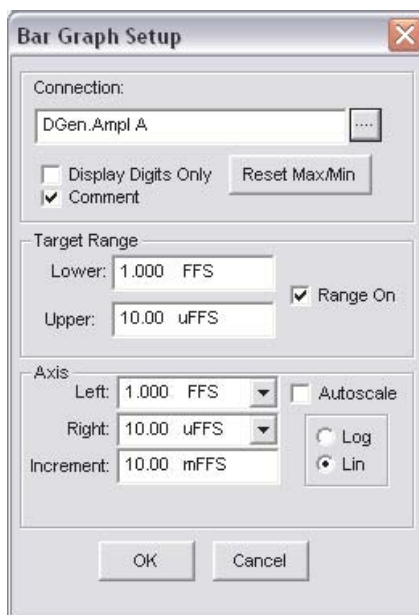 Bar Graph Setup
Connection:
DGen.Ampl A
....
Display Digits Only
Reset Max/Min
Comment
Target Range
Lower: 1.000 FFS
Range On
Upper: 10.00 uFFS
Axis
Left: 1.000 FFS
Autoscale
Right: 10.00 uFFS
Log
Increment: 10.00 mFFS
Lin
OK
Cancel